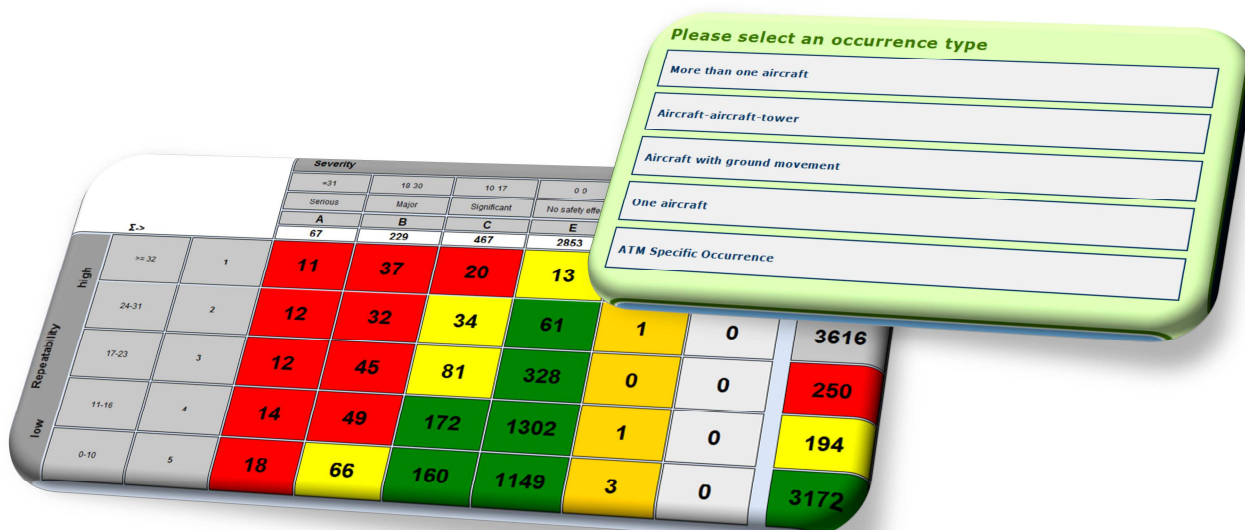 Please select an occurrence type
More than one aircraft
Aircraft-aircraft-tower
Aircraft with ground movement
One aircraft
ATM Specific Occurrence
Severity
=31 18 30 10 17 0 9
Serious Major Significant No safety effe
A B C E
Σ-> 67 229 467 2853
Repeatability
high
low
>= 32 1 11 37 20 13
24-31 2 12 32 34 61 1 0 3616
17-23 3 12 45 81 328 0 0 250
11-16 4 14 49 172 1302 1 0 194
0-10 5 18 66 160 1149 3 0 3172